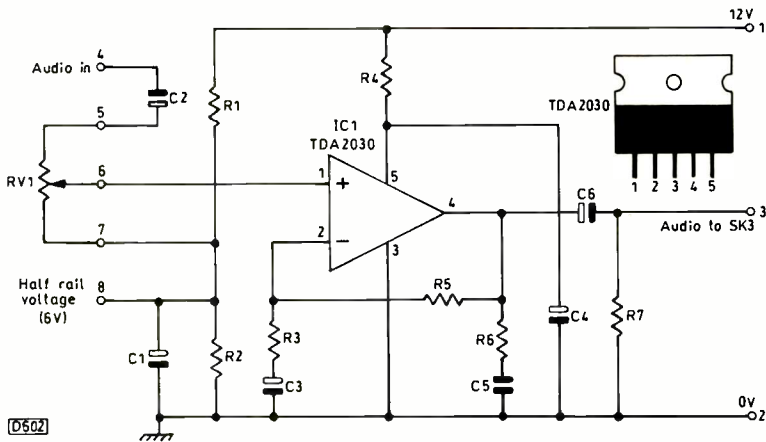 12V
1
4
Audio in
C2
5
R1
R4
IC1
TDA2030
TDA2030
1 2 3 4 5
RV1
6
1
+
5
4
C6
3
Audio to SK3
7
2
−
3
Half rail
voltage
(6V)
8
R5
R3
R6
C4
R7
C1
R2
C3
C5
0V
2
D602